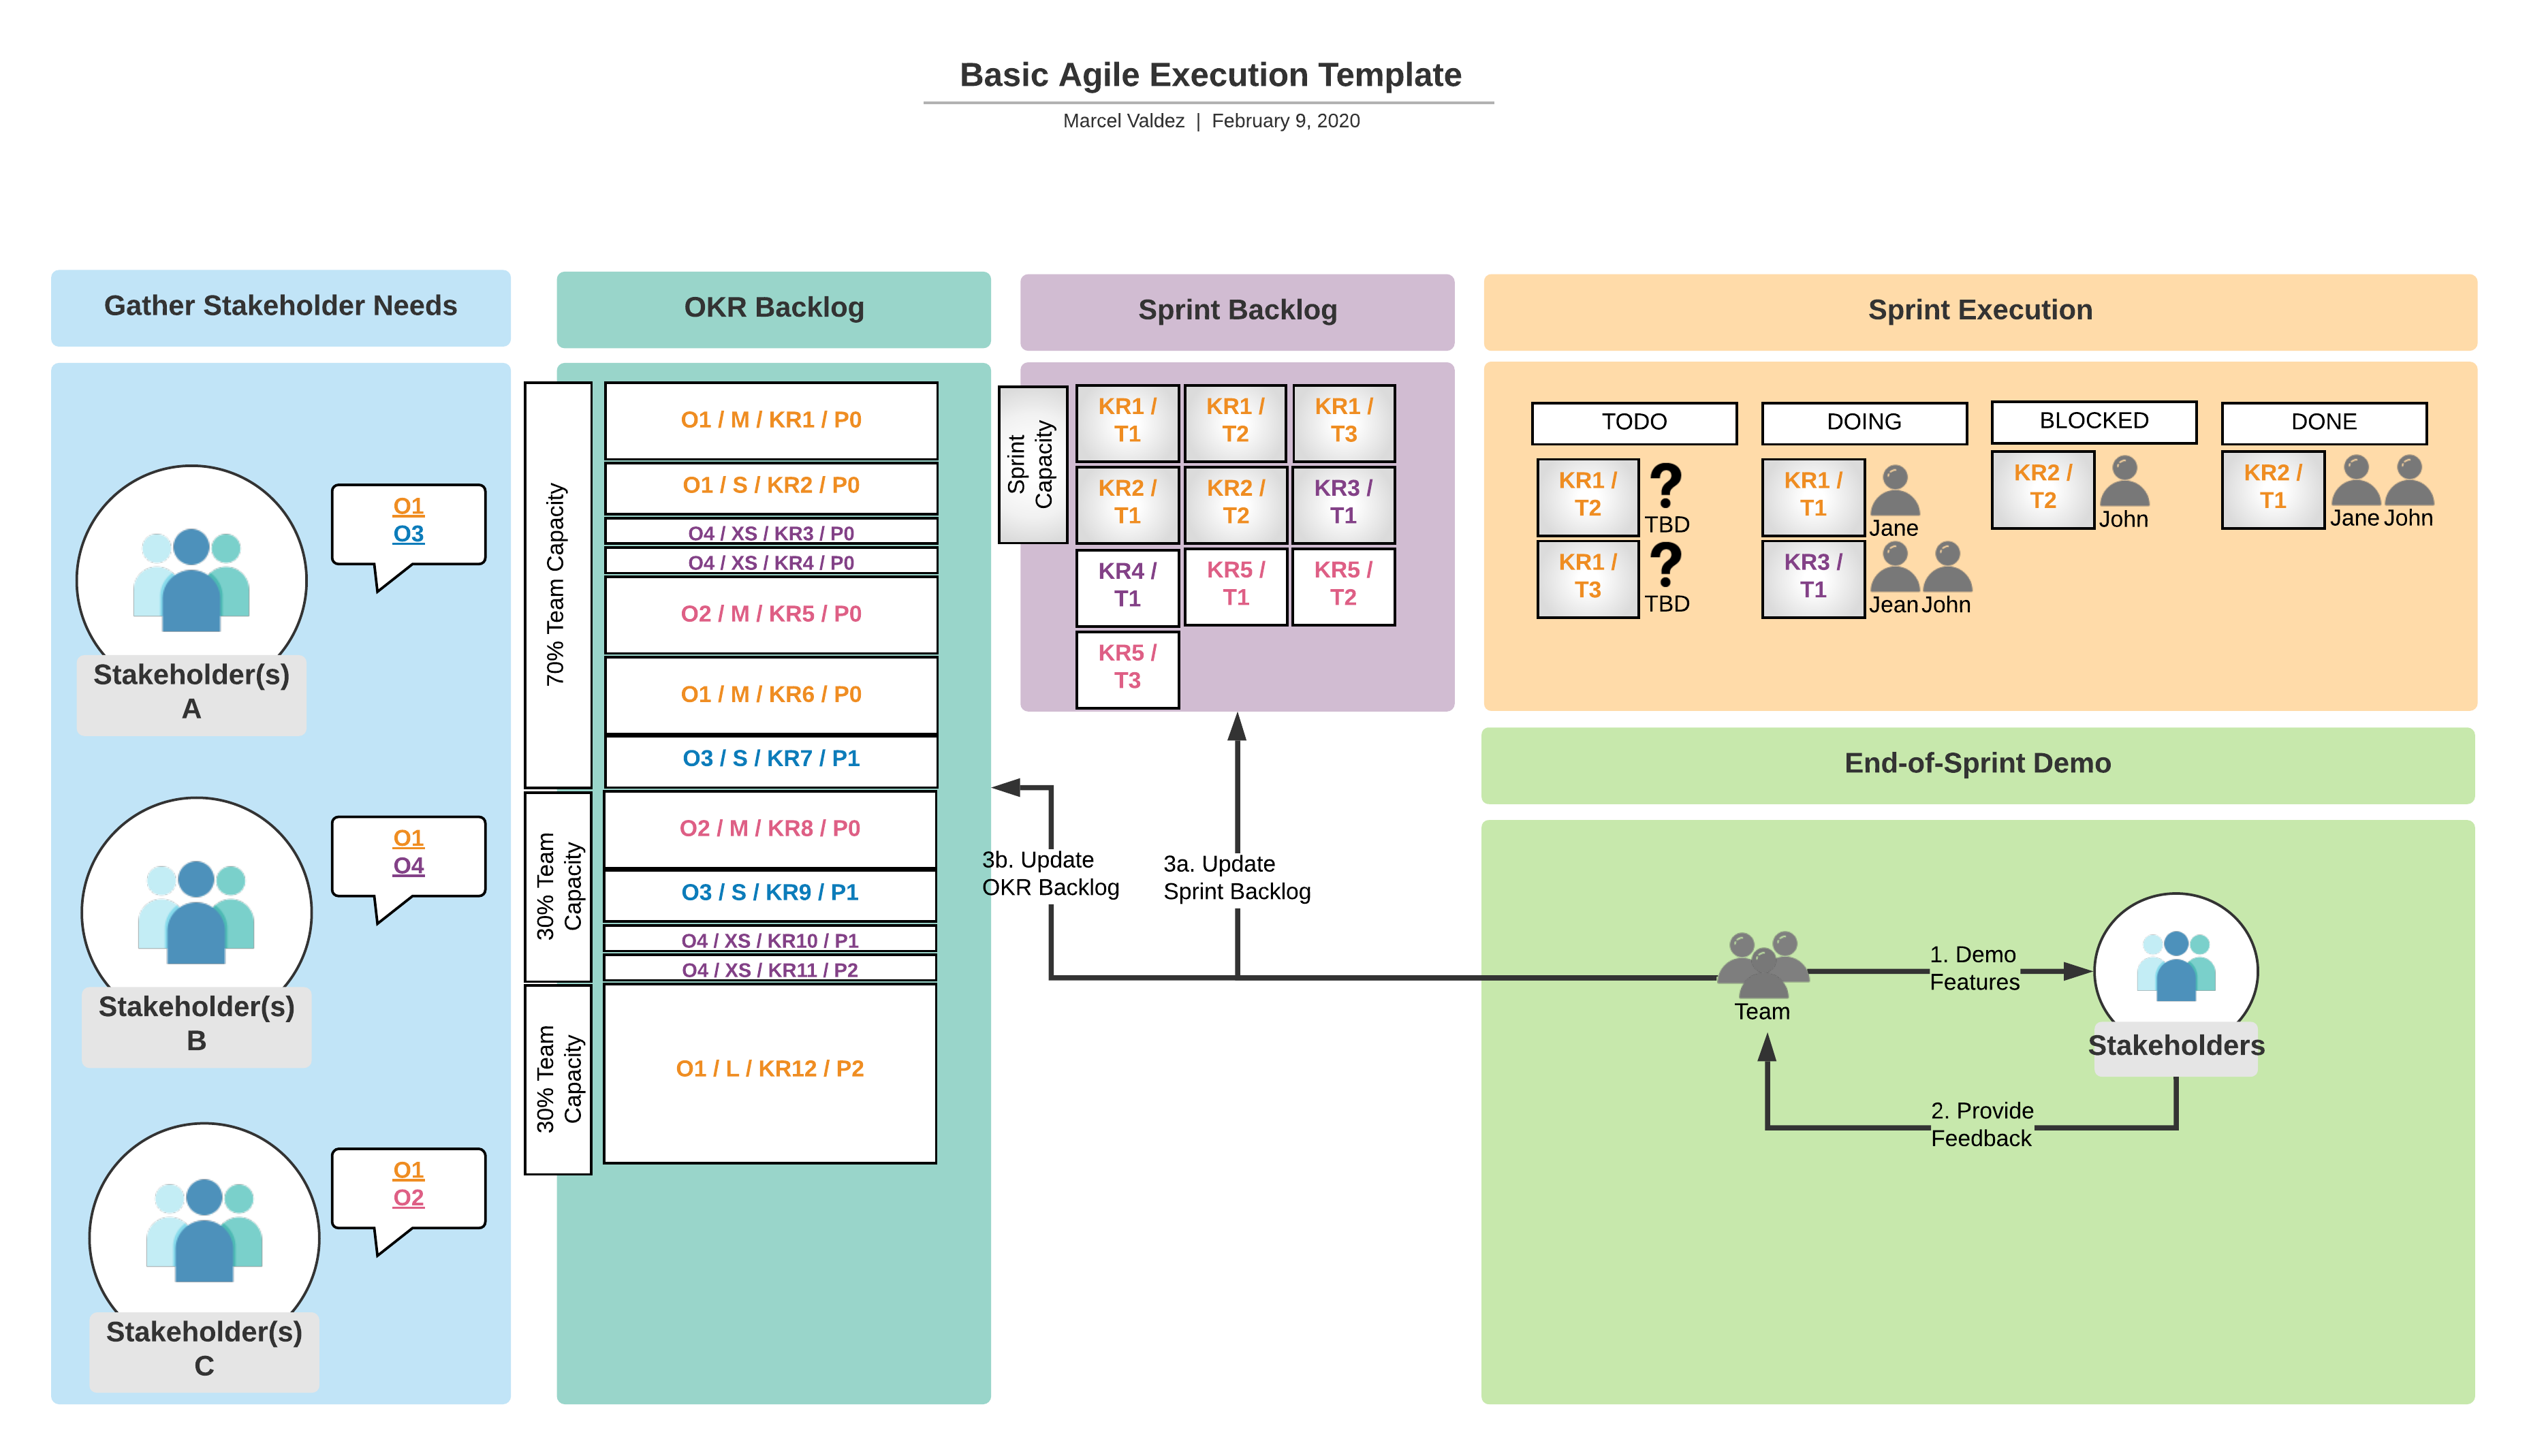 Basic Agile Execution Template
Marcel Valdez | February 9, 2020
Gather Stakeholder Needs
O1
O3
Stakeholder(s)
A
O1
O4
Stakeholder(s)
B
O1
O2
Stakeholder(s)
C
OKR Backlog
70% Team Capacity
O1 / M / KR1 / P0
O1 / S / KR2 / P0
O4 / XS / KR3 / P0
O4 / XS / KR4 / P0
O2 / M / KR5 / P0
O1 / M / KR6 / P0
O3 / S / KR7 / P1
30% Team
Capacity
O2 / M / KR8 / P0
O3 / S / KR9 / P1
O4 / XS / KR10 / P1
O4 / XS / KR11 / P2
30% Team
Capacity
O1 / L / KR12 / P2
Sprint Backlog
Sprint
Capacity
KR1 /
T1
KR1 /
T2
KR1 /
T3
KR2 /
T1
KR2 /
T2
KR3 /
T1
KR4 /
T1
KR5 /
T1
KR5 /
T2
KR5 /
T3
3b. Update
OKR Backlog
3a. Update
Sprint Backlog
Sprint Execution
TODO
KR1 /
T2
TBD
KR1 /
T3
TBD
DOING
KR1 /
T1
Jane
KR3 /
T1
Jean John
BLOCKED
KR2 /
T2
John
DONE
KR2 /
T1
Jane John
End-of-Sprint Demo
Team
1. Demo
Features
Stakeholders
2. Provide
Feedback